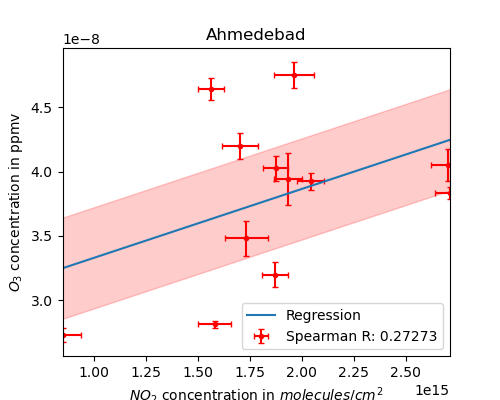 Ahmedebad
1e−8
4.5
4.0
3.5
3.0
O₃ concentration in ppmv
Regression
Spearman R: 0.27273
1.00 1.25 1.50 1.75 2.00 2.25 2.50
1e15
NO₂ concentration in molecules/cm²